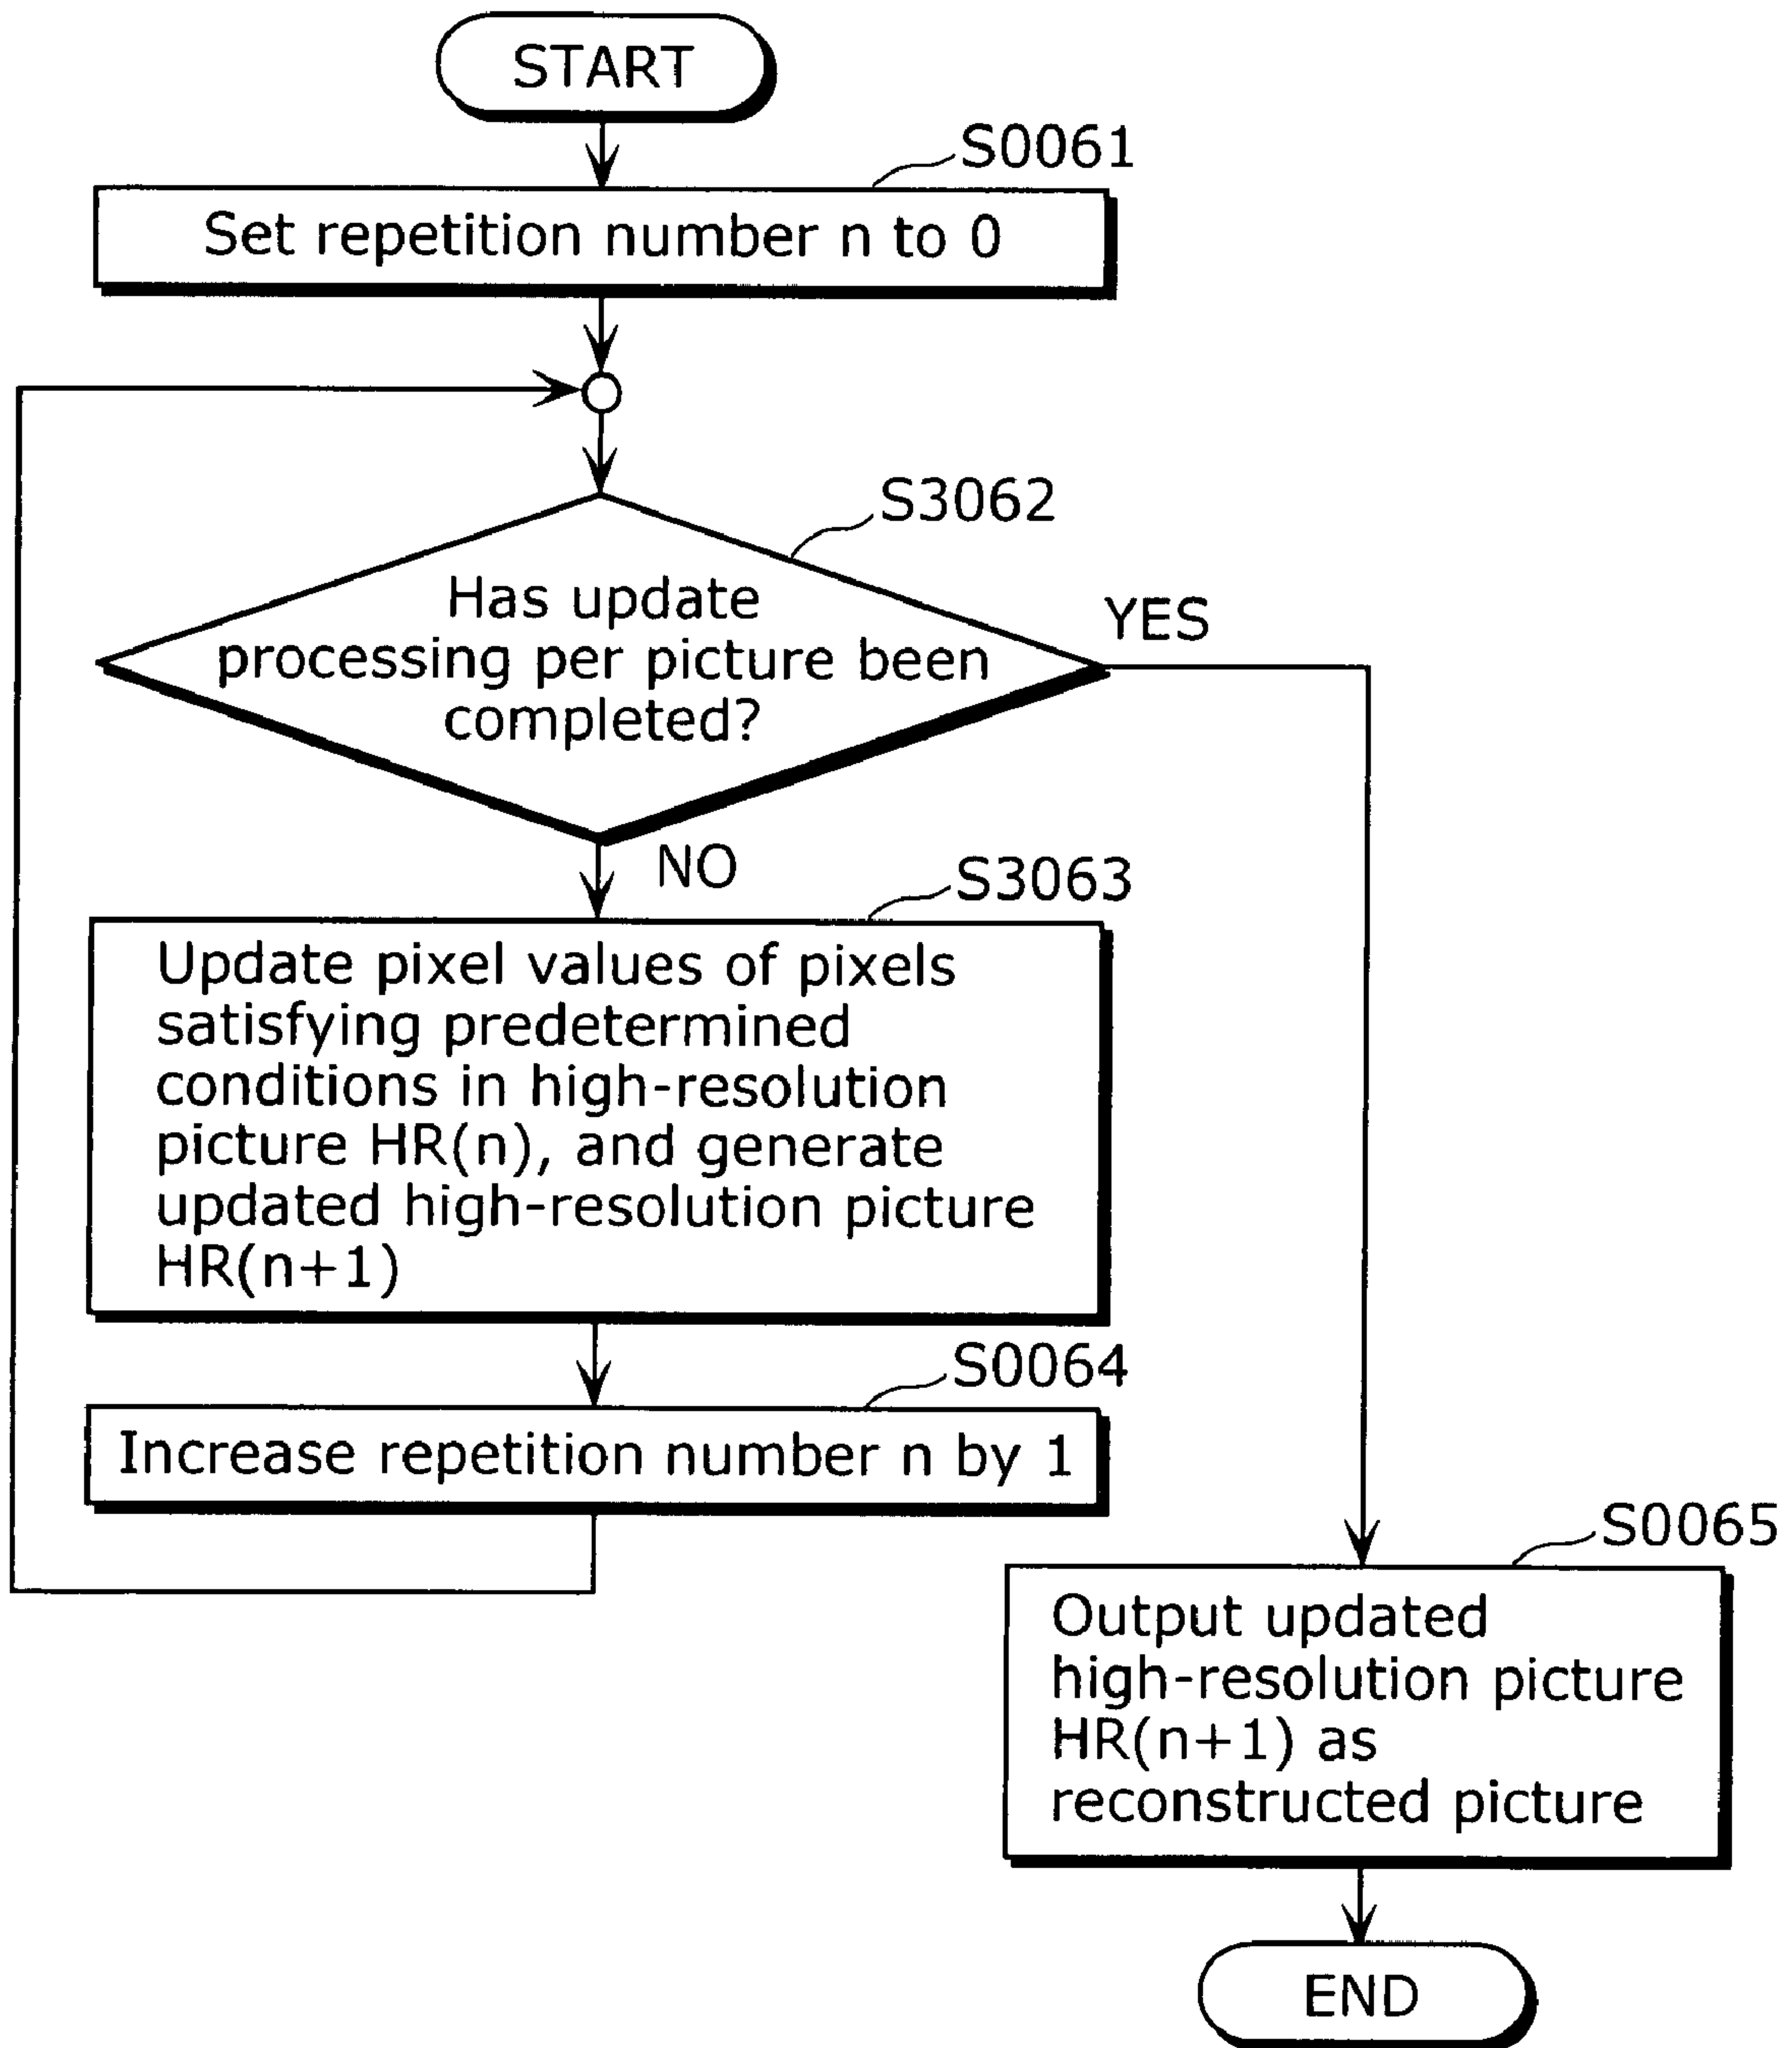 START
S0061
Set repetition number n to 0
S3062
Has update
processing per picture been
completed?
YES
NO
S3063
Update pixel values of pixels
satisfying predetermined
conditions in high-resolution
picture HR(n), and generate
updated high-resolution picture
HR(n+1)
S0064
Increase repetition number n by 1
S0065
Output updated
high-resolution picture
HR(n+1) as
reconstructed picture
END